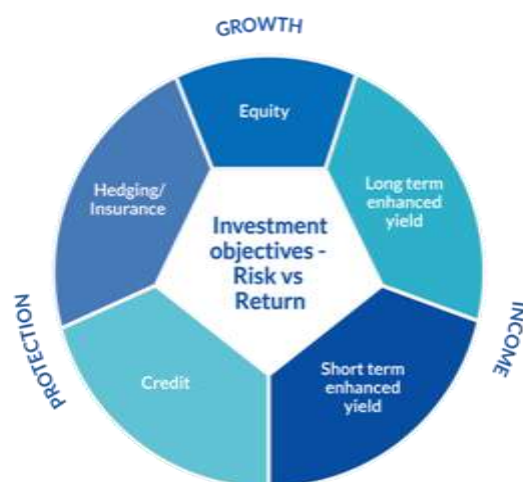 GROWTH
Equity
Hedging/
Insurance
Long term
enhanced
yield
Investment
objectives -
Risk vs
Return
PROTECTION
INCOME
Credit
Short term
enhanced
yield